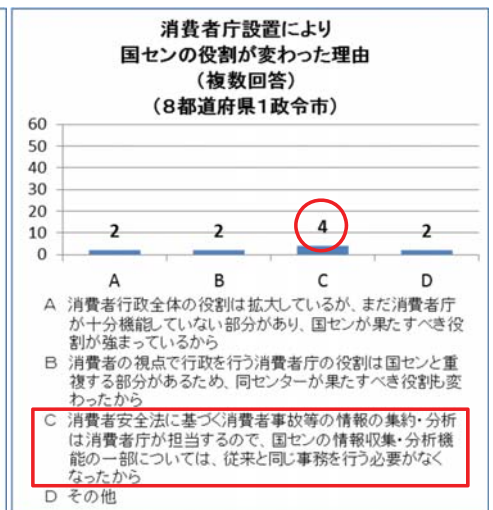 消費者庁設置により
国センの役割が変わった理由
（複数回答）
（8都道府県1政令市）
60
50
40
30
20
10
0
2
2
4
2
A
B
C
D
A 消費者行政全体の役割は拡大しているが、まだ消費者庁
が十分機能していない部分があり、国センが果たすべき役
割が強まっているから
B 消費者の視点で行政を行う消費者庁の役割は国センと重
複する部分があるため、同センターが果たすべき役割も変
わったから
C 消費者安全法に基づく消費者事故等の情報の集約・分析
は消費者庁が担当するので、国センの情報収集・分析機
能の一部については、従来と同じ事務を行う必要がなく
なったから
D その他